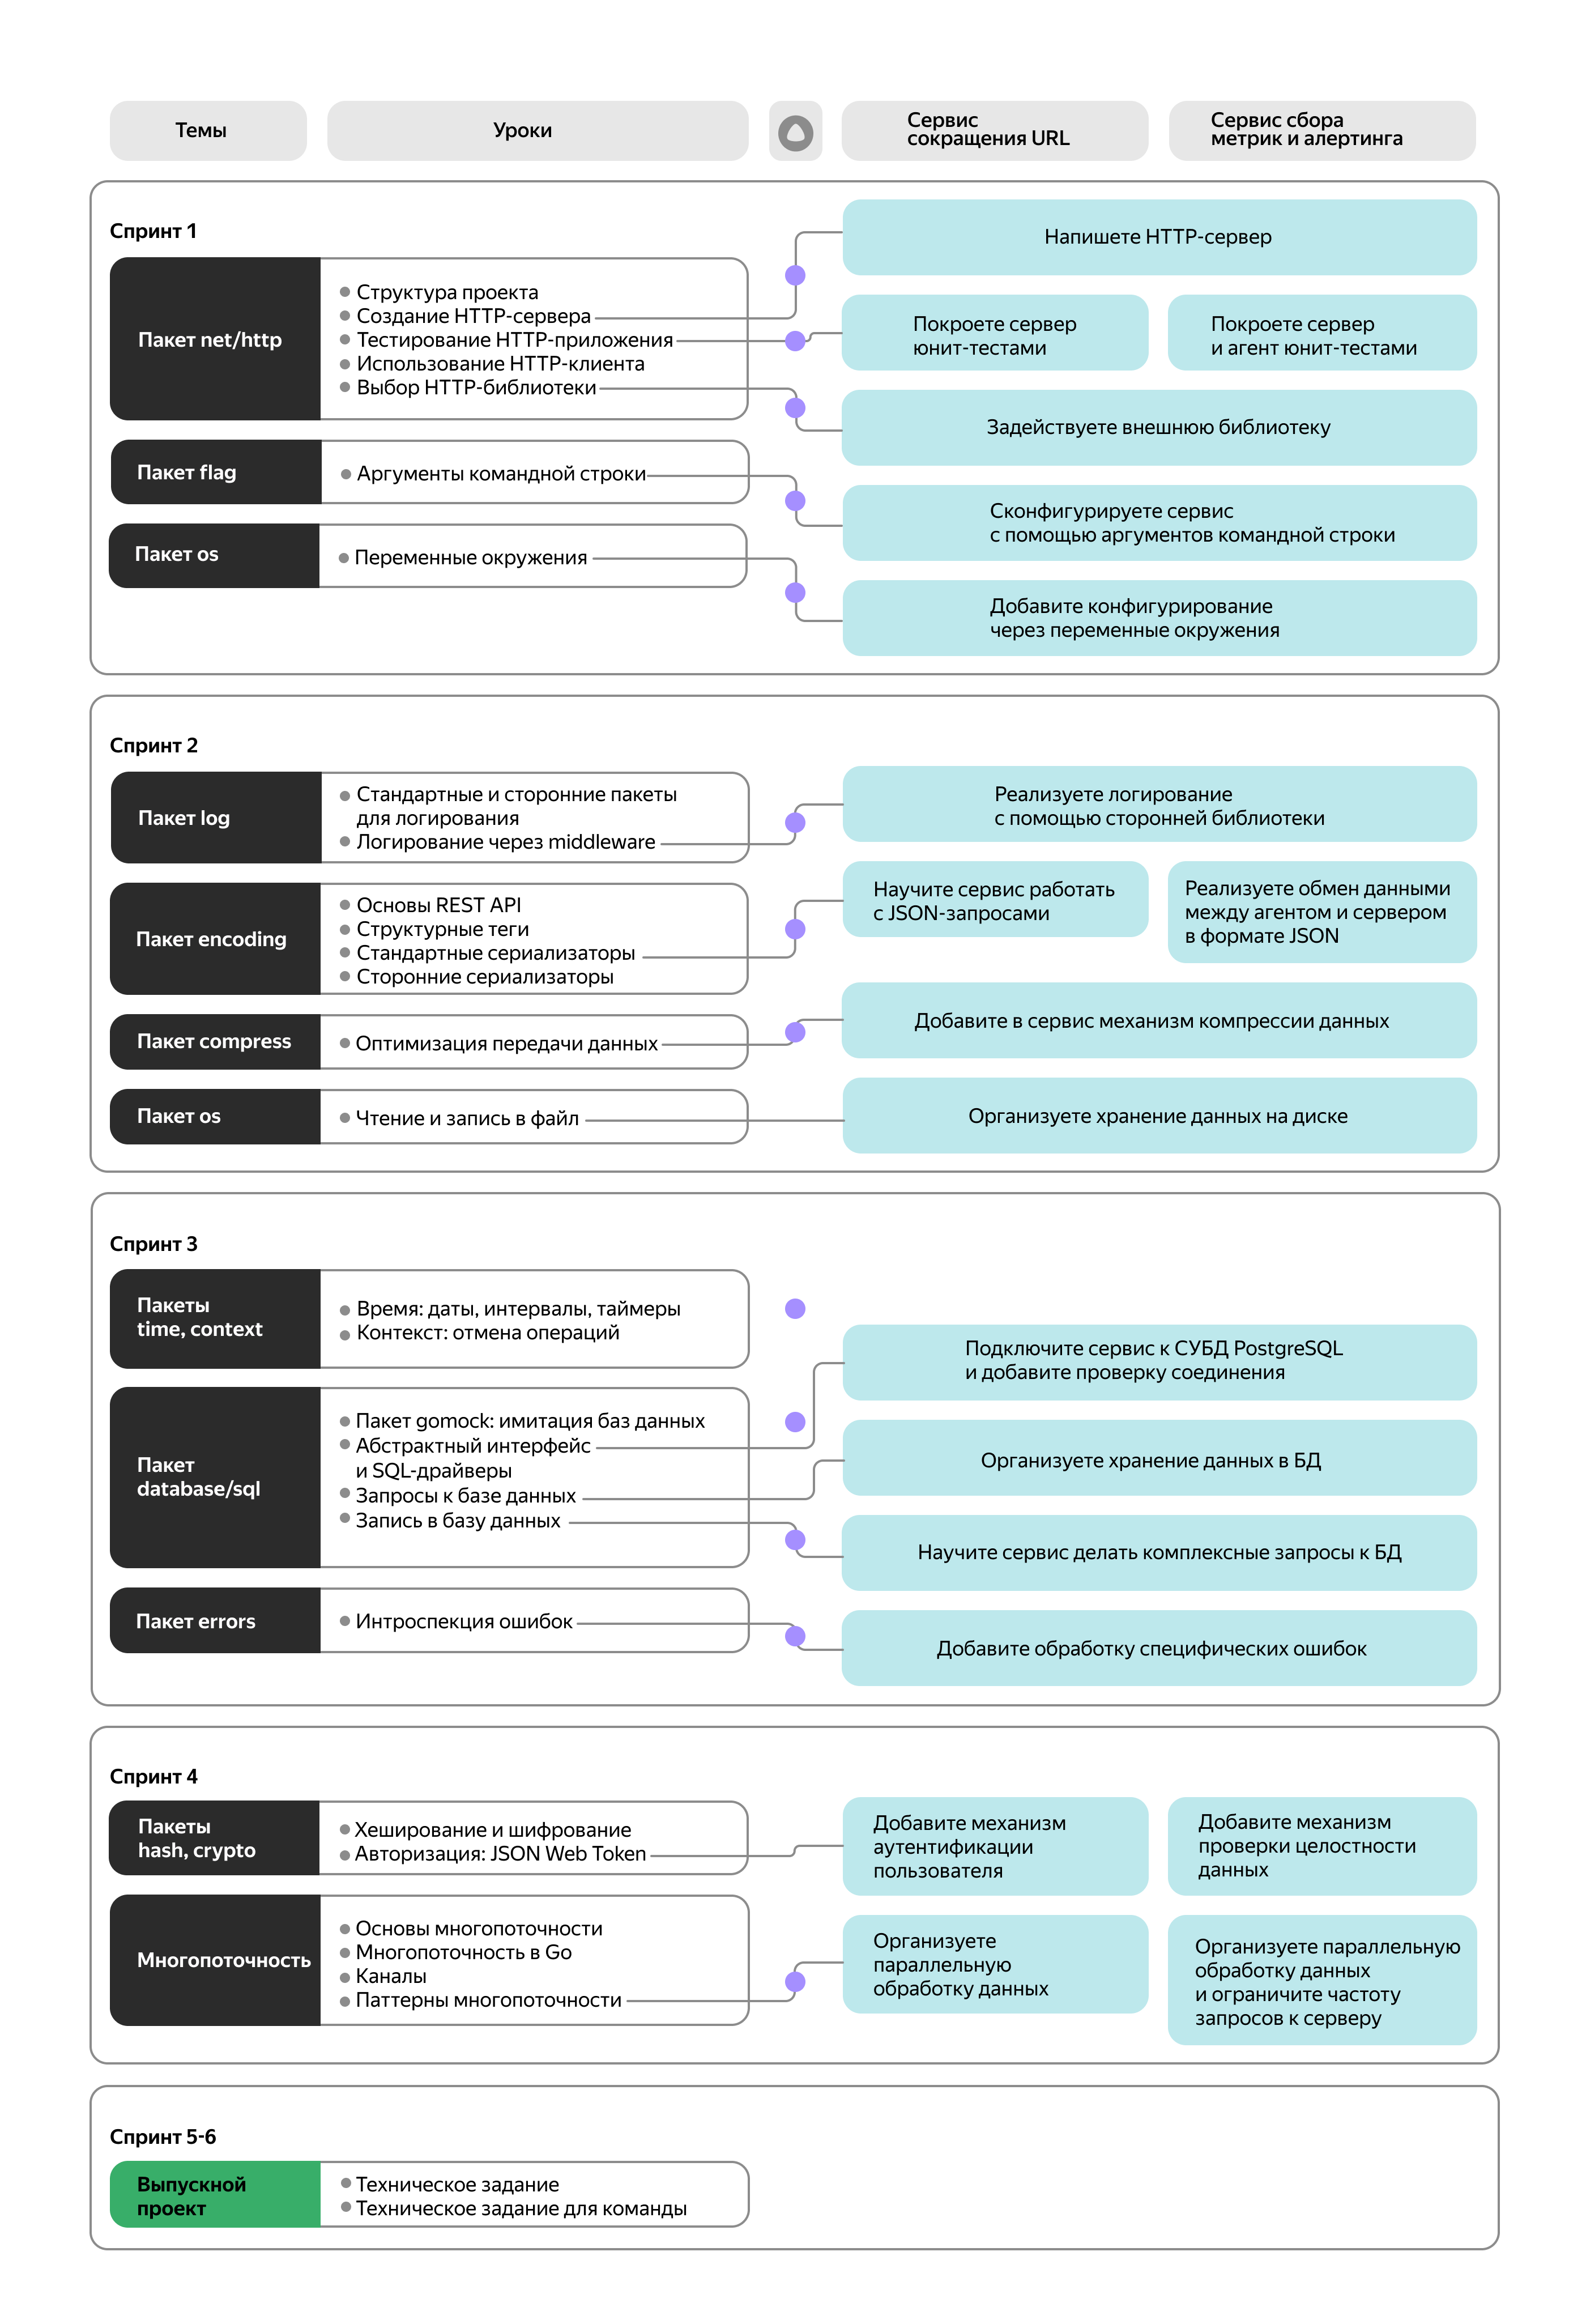 Темы
Уроки
Сервис
сокращения URL
Сервис сбора
метрик и алертинга
Спринт 1
Пакет net/http
Структура проекта
Создание HTTP-сервера
Тестирование HTTP-приложения
Использование HTTP-клиента
Выбор HTTP-библиотеки
Напишете HTTP-сервер
Покроете сервер
юнит-тестами
Покроете сервер
и агент юнит-тестами
Задействуете внешнюю библиотеку
Пакет flag
Аргументы командной строки
Сконфигурируете сервис
с помощью аргументов командной строки
Пакет os
Переменные окружения
Добавите конфигурирование
через переменные окружения
Спринт 2
Пакет log
Стандартные и сторонние пакеты
для логирования
Логирование через middleware
Реализуете логирование
с помощью сторонней библиотеки
Пакет encoding
Основы REST API
Структурные теги
Стандартные сериализаторы
Сторонние сериализаторы
Научите сервис работать
с JSON-запросами
Реализуете обмен данными
между агентом и сервером
в формате JSON
Пакет compress
Оптимизация передачи данных
Добавите в сервис механизм компрессии данных
Пакет os
Чтение и запись в файл
Организуете хранение данных на диске
Спринт 3
Пакеты
time, context
Время: даты, интервалы, таймеры
Контекст: отмена операций
Подключите сервис к СУБД PostgreSQL
и добавите проверку соединения
Пакет
database/sql
Пакет gomock: имитация баз данных
Абстрактный интерфейс
и SQL-драйверы
Запросы к базе данных
Запись в базу данных
Организуете хранение данных в БД
Научите сервис делать комплексные запросы к БД
Пакет errors
Интроспекция ошибок
Добавите обработку специфических ошибок
Спринт 4
Пакеты
hash, crypto
Хеширование и шифрование
Авторизация: JSON Web Token
Добавите механизм
аутентификации
пользователя
Добавите механизм
проверки целостности
данных
Многопоточность
Основы многопоточности
Многопоточность в Go
Каналы
Паттерны многопоточности
Организуете
параллельную
обработку данных
Организуете параллельную
обработку данных
и ограничите частоту
запросов к серверу
Спринт 5-6
Выпускной
проект
Техническое задание
Техническое задание для команды